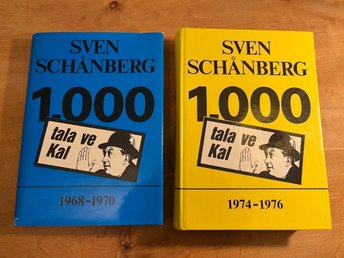 SVEN
SCHÅNBERG
1.000
tala ve
Kal
1968-1970
SVEN
SCHÅNBERG
1.000
tala ve
Kal
1974-1976